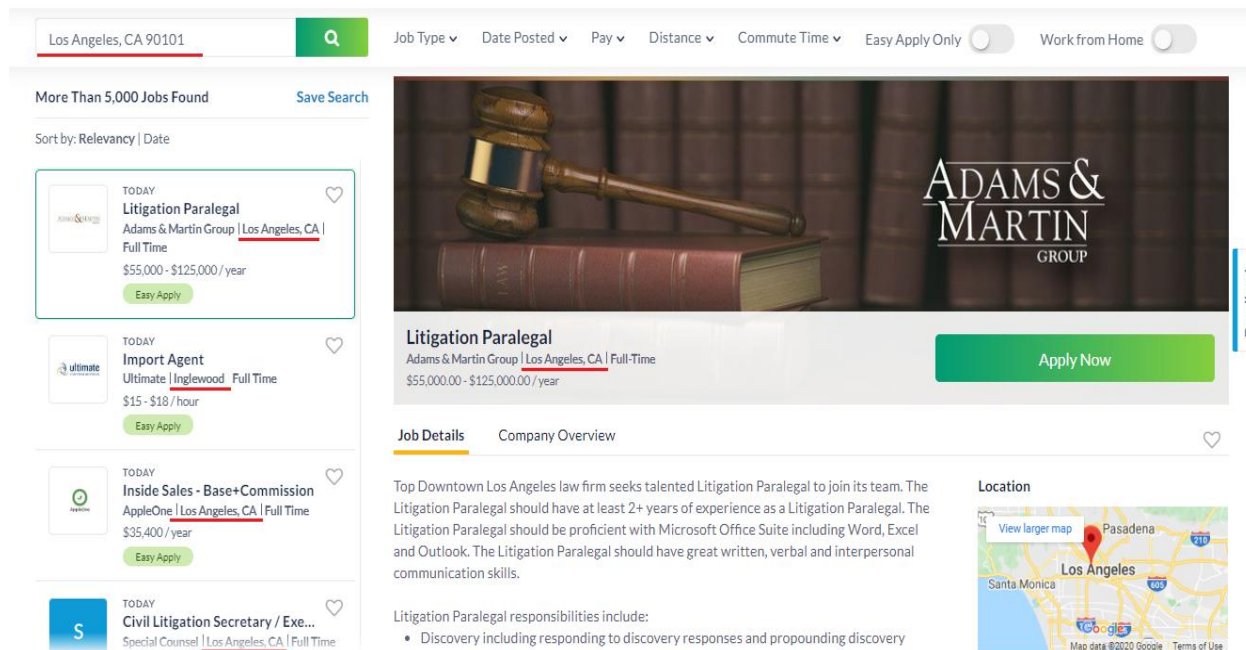 Los Angeles, CA 90101
Job Type
Date Posted
Pay
Distance
Commute Time
Easy Apply Only
Work from Home
More Than 5,000 Jobs Found
Save Search
Sort by: Relevancy | Date
TODAY
Litigation Paralegal
Adams & Martin Group | Los Angeles, CA |
Full Time
$55,000 - $125,000 / year
Easy Apply
ultimate
TODAY
Import Agent
Ultimate | Inglewood Full Time
$15 - $18 / hour
Easy Apply
AppleOne
TODAY
Inside Sales - Base+Commission
AppleOne | Los Angeles, CA | Full Time
$35,400 / year
Easy Apply
S
TODAY
Civil Litigation Secretary / Exe...
Special Counsel | Los Angeles, CA | Full Time
LAW
ADAMS &
MARTIN
GROUP
Litigation Paralegal
Adams & Martin Group | Los Angeles, CA | Full-Time
$55,000.00 - $125,000.00 / year
Apply Now
Job Details
Company Overview
Top Downtown Los Angeles law firm seeks talented Litigation Paralegal to join its team. The
Litigation Paralegal should have at least 2+ years of experience as a Litigation Paralegal. The
Litigation Paralegal should be proficient with Microsoft Office Suite including Word, Excel
and Outlook. The Litigation Paralegal should have great written, verbal and interpersonal
communication skills.
Litigation Paralegal responsibilities include:
• Discovery including responding to discovery responses and propounding discovery
Location
View larger map
Pasadena
210
Los Angeles
Santa Monica
605
Google
Map data ©2020 Google Terms of Use